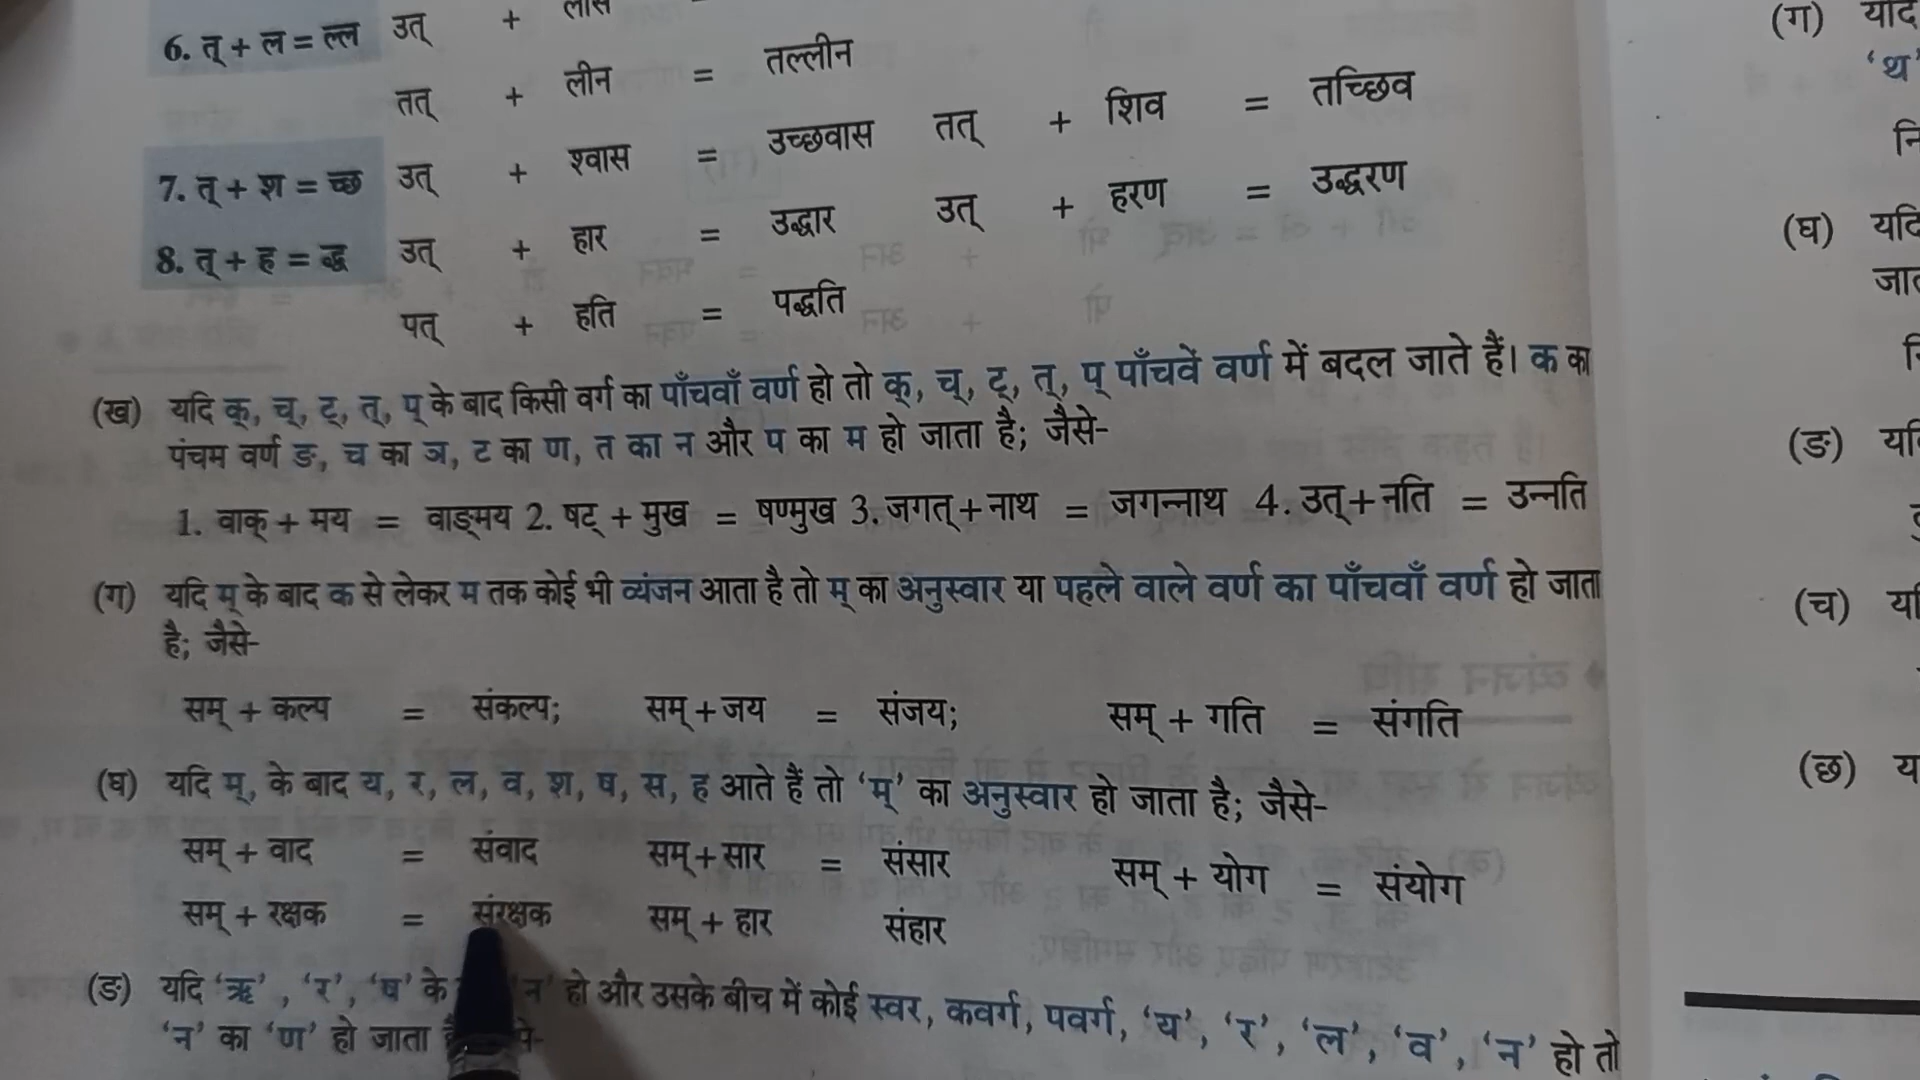 6. त् + ल = ल्ल उत् +
तत् + लीन = तल्लीन
7. त् + श = च्छ उत् + श्वास = उच्छवास तत् + शिव = तच्छिव
8. त् + ह = द्ध उत् + हार = उद्धार उत् + हरण = उद्धरण
पत् + हति = पद्धति
(ख) यदि क्, च्, ट्, त्, प् के बाद किसी वर्ग का पाँचवाँ वर्ण हो तो क्, च्, ट्, त्, प् पाँचवें वर्ण में बदल जाते हैं। क का
पंचम वर्ण ङ, च का ञ, ट का ण, त का न और प का म हो जाता है; जैसे-
1. वाक् + मय = वाङ्मय 2. षट् + मुख = षण्मुख 3. जगत् + नाथ = जगन्नाथ 4. उत् + नति = उन्नति
(ग) यदि म् के बाद क से लेकर म तक कोई भी व्यंजन आता है तो म् का अनुस्वार या पहले वाले वर्ण का पाँचवाँ वर्ण हो जाता
है; जैसे-
सम् + कल्प = संकल्प; सम् + जय = संजय; सम् + गति = संगति
(घ) यदि म्, के बाद य, र, ल, व, श, ष, स, ह आते हैं तो ‘म्’ का अनुस्वार हो जाता है; जैसे-
सम् + वाद = संवाद सम् + सार = संसार सम् + योग = संयोग
सम् + रक्षक = संरक्षक सम् + हार संहार
(ङ) यदि ‘ऋ’, ‘र’, ‘ष’ के ‘न’ हो और उसके बीच में कोई स्वर, कवर्ग, पवर्ग, ‘य’, ‘र’, ‘ल’, ‘व’, ‘न’ हो तो
‘न’ का ‘ण’ हो जाता
(ग)
‘थ’
(घ) यदि
(ङ)
(च)
(छ)